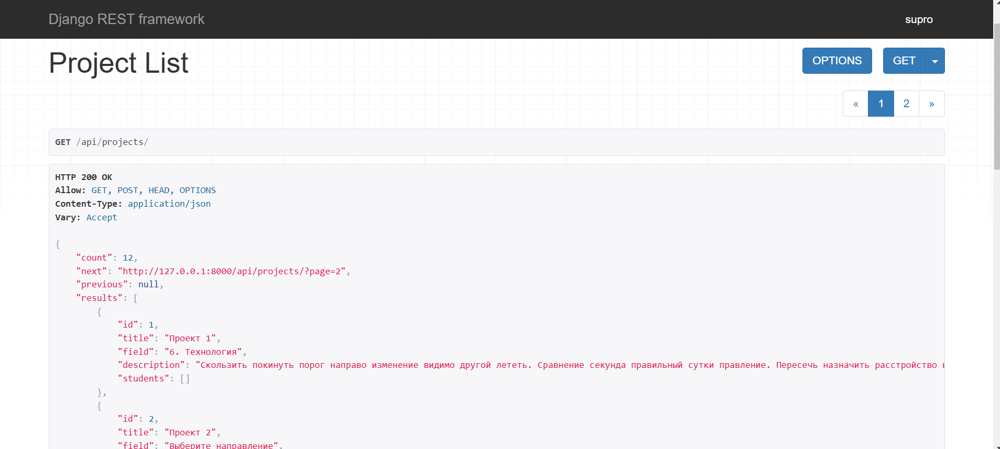 Django REST framework
supro
Project List
OPTIONS
GET
« 1 2 »
GET /api/projects/
HTTP 200 OK
Allow: GET, POST, HEAD, OPTIONS
Content-Type: application/json
Vary: Accept
{
"count": 12,
"next": "http://127.0.0.1:8000/api/projects/?page=2",
"previous": null,
"results": [
{
"id": 1,
"title": "Проект 1",
"field": "6. Технология",
"description": "Скользить покинуть порог направо изменение видимо другой лететь. Сравнение секунда правильный сутки правление. Пересечь назначить расстройство
"students": []
},
{
"id": 2,
"title": "Проект 2",
"field": "Выберите направление",